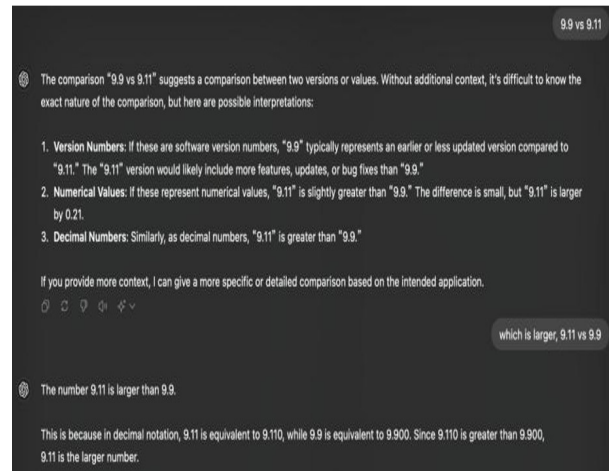 9.9 vs 9.11
The comparison "9.9 vs 9.11" suggests a comparison between two versions or values. Without additional context, it's difficult to know the
exact nature of the comparison, but here are possible interpretations:
1. Version Numbers: If these are software version numbers, "9.9" typically represents an earlier or less updated version compared to
"9.11." The "9.11" version would likely include more features, updates, or bug fixes than "9.9."
2. Numerical Values: If these represent numerical values, "9.11" is slightly greater than "9.9." The difference is small, but "9.11" is larger
by 0.21.
3. Decimal Numbers: Similarly, as decimal numbers, "9.11" is greater than "9.9."
If you provide more context, I can give a more specific or detailed comparison based on the intended application.
which is larger, 9.11 vs 9.9
The number 9.11 is larger than 9.9.
This is because in decimal notation, 9.11 is equivalent to 9.110, while 9.9 is equivalent to 9.900. Since 9.110 is greater than 9.900,
9.11 is the larger number.